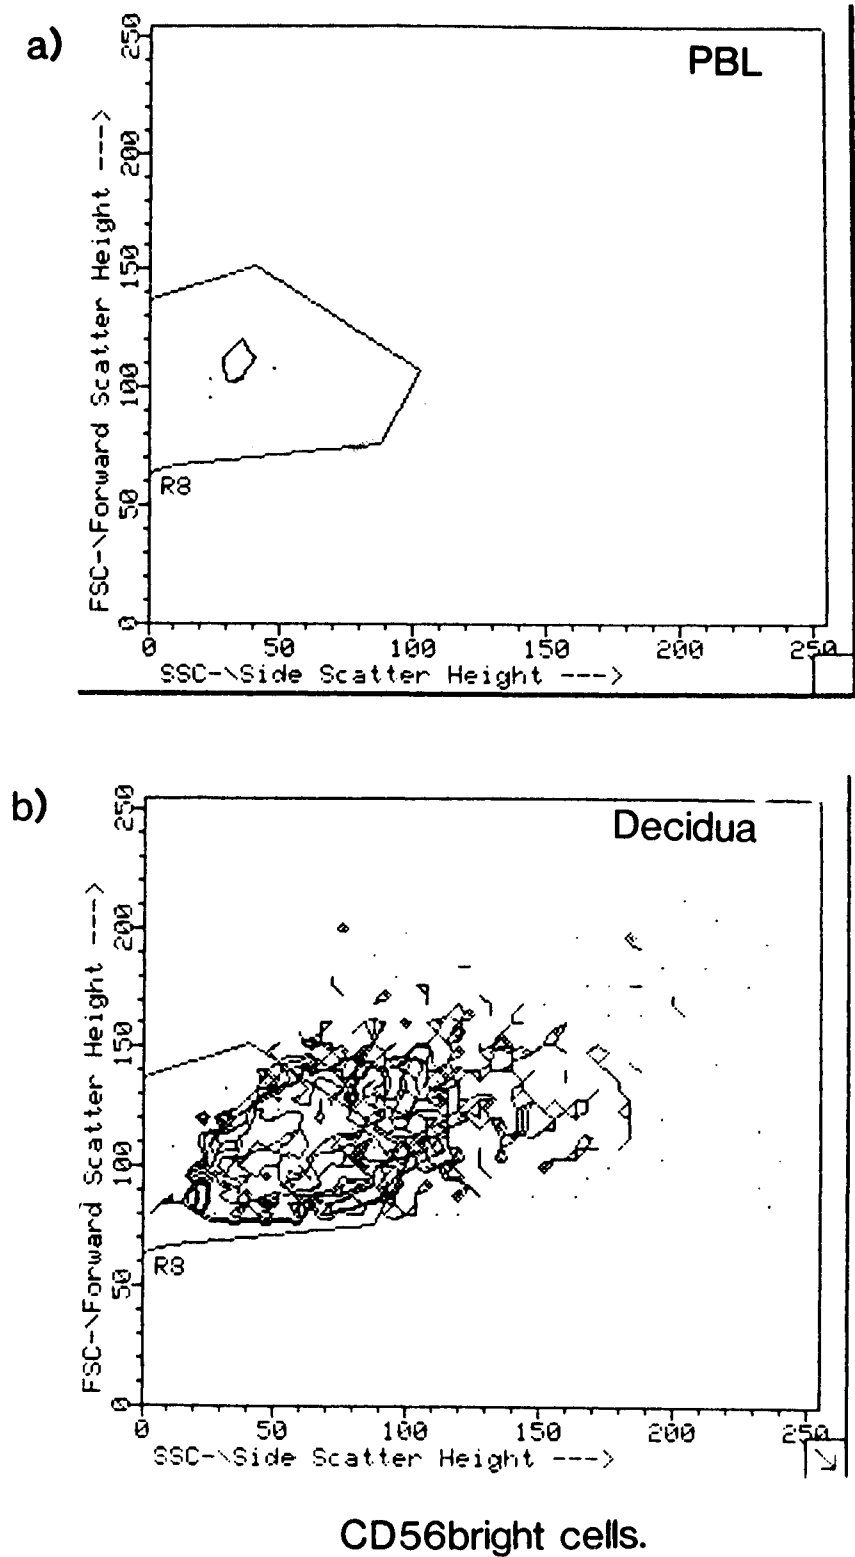 a)
PBL
250
200
150
100
50
0
FSC-\Forward Scatter Height --->
R8
0 50 100 150 200 250
SSC-\Side Scatter Height --->
b)
Decidua
250
200
150
100
50
0
FSC-\Forward Scatter Height --->
R8
0 50 100 150 200 250
SSC-\Side Scatter Height --->
CD56bright cells.